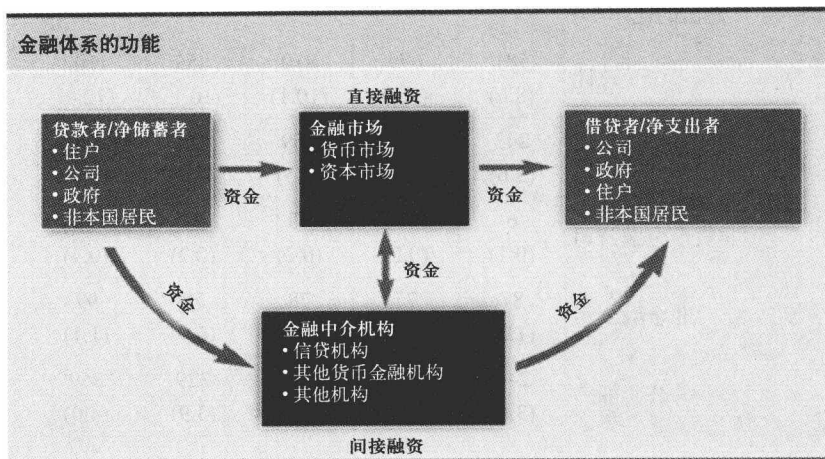 金融体系的功能
直接融资
贷款者/净储蓄者
• 住户
• 公司
• 政府
• 非本国居民
资金
金融市场
• 货币市场
• 资本市场
资金
借贷者/净支出者
• 公司
• 政府
• 住户
• 非本国居民
资金
资金
资金
金融中介机构
• 信贷机构
• 其他货币金融机构
• 其他机构
间接融资